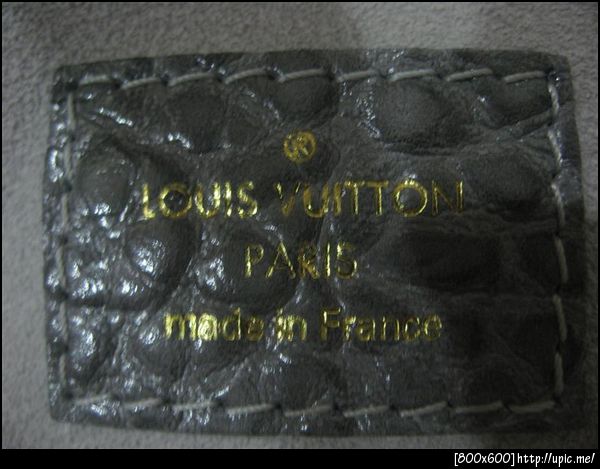 ®
LOUIS VUITTON
PARIS
made in France
[800x600]http://upic.me/